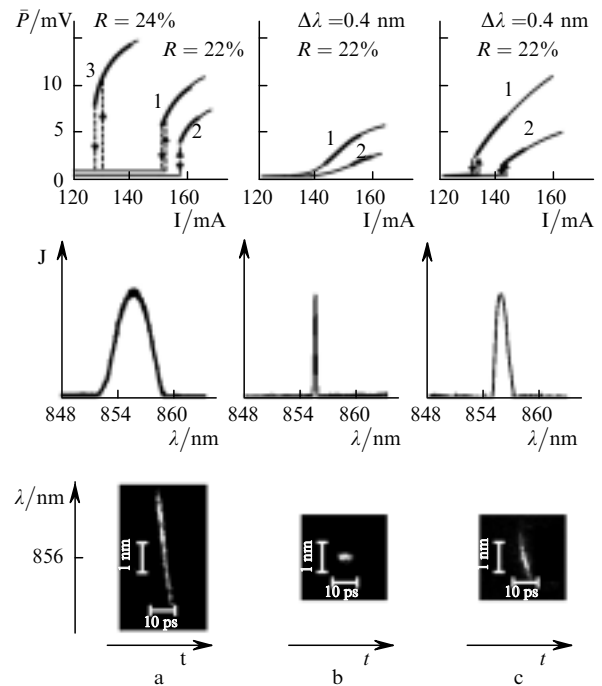 P̄/mV R = 24% Δλ=0.4 nm Δλ=0.4 nm
R = 22% R = 22% R = 22%
10
5
0
3 1 2
1 2
1 2
120 140 160 120 140 160 120 140 160
I/mA I/mA I/mA
J
848 854 860 848 854 860 848 854 860
λ/nm λ/nm λ/nm
λ/nm
856
1 nm 1 nm 1 nm
10 ps 10 ps 10 ps
t t t
a b c